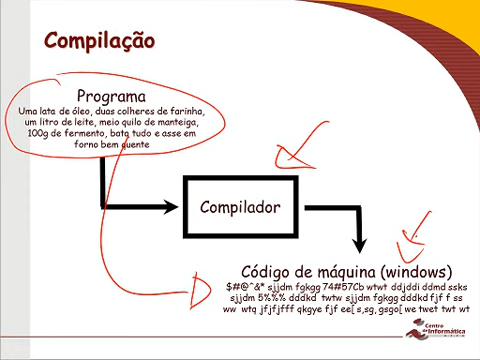 Compilação
Programa
Uma lata de óleo, duas colheres de farinha,
um litro de leite, meio quilo de manteiga,
100g de fermento, bata tudo e asse em
forno bem quente
Compilador
Código de máquina (windows)
$#@^&* sjjdm fgkgg 74#57Cb wtwt ddjddi ddmd ssks
sjjdm 5%%% dddkd twtw sjjdm fgkgg dddkd fjf f ss
ww wtq jfjfjfff qkgye fjf ee[ s,sg, gsgo[ we twet twt wt
Centro
de Informática